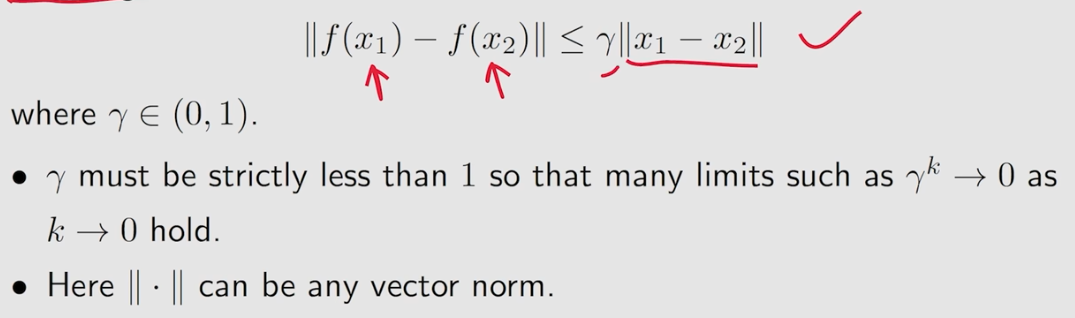 ‖f(x₁) − f(x₂)‖ ≤ γ‖x₁ − x₂‖
where γ ∈ (0, 1).
• γ must be strictly less than 1 so that many limits such as γᵏ → 0 as
k → 0 hold.
• Here ‖ · ‖ can be any vector norm.